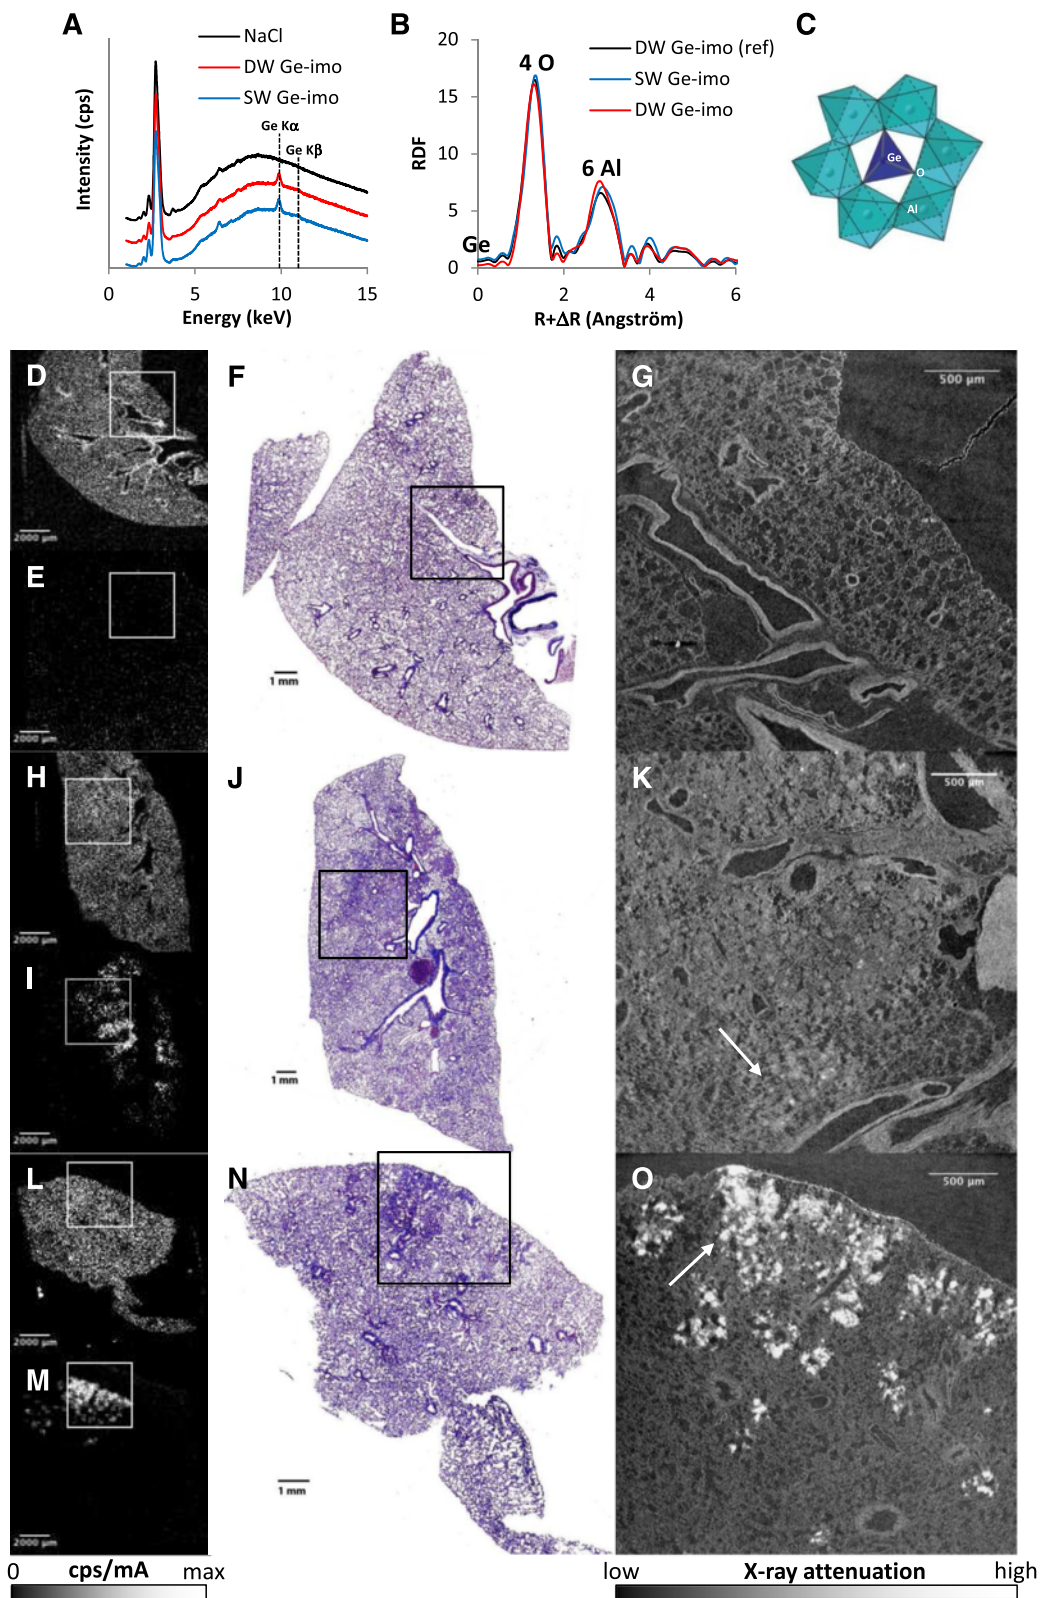 A
NaCl
DW Ge-imo
SW Ge-imo
Ge Kα
Ge Kβ
Intensity (cps)
0 5 10 15
Energy (keV)
B
20
15
10
5
0
RDF
DW Ge-imo (ref)
SW Ge-imo
DW Ge-imo
4 O
6 Al
Ge
0 2 4 6
R+ΔR (Angström)
C
Ge
O
Al
D
2000 µm
E
2000 µm
F
1 mm
G
500 µm
H
2000 µm
I
2000 µm
J
1 mm
K
500 µm
L
2000 µm
M
2000 µm
N
1 mm
O
500 µm
0 cps/mA max
low X-ray attenuation high